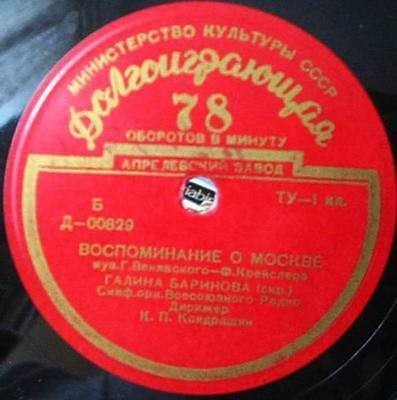 МИНИСТЕРСТВО КУЛЬТУРЫ СССР
Долгоиграющая
78
ОБОРОТОВ В МИНУТУ
АПРЕЛЕВСКИЙ ЗАВОД
Б
Д-00829
ТУ-1 кл.
ВОСПОМИНАНИЕ О МОСКВЕ
муз. Г. Венявского-Ф. Крейслера
ГАЛИНА БАРИНОВА (скр.)
Симф. орк. Всесоюзного Радио
Дирижер
К. П. Кондрашин